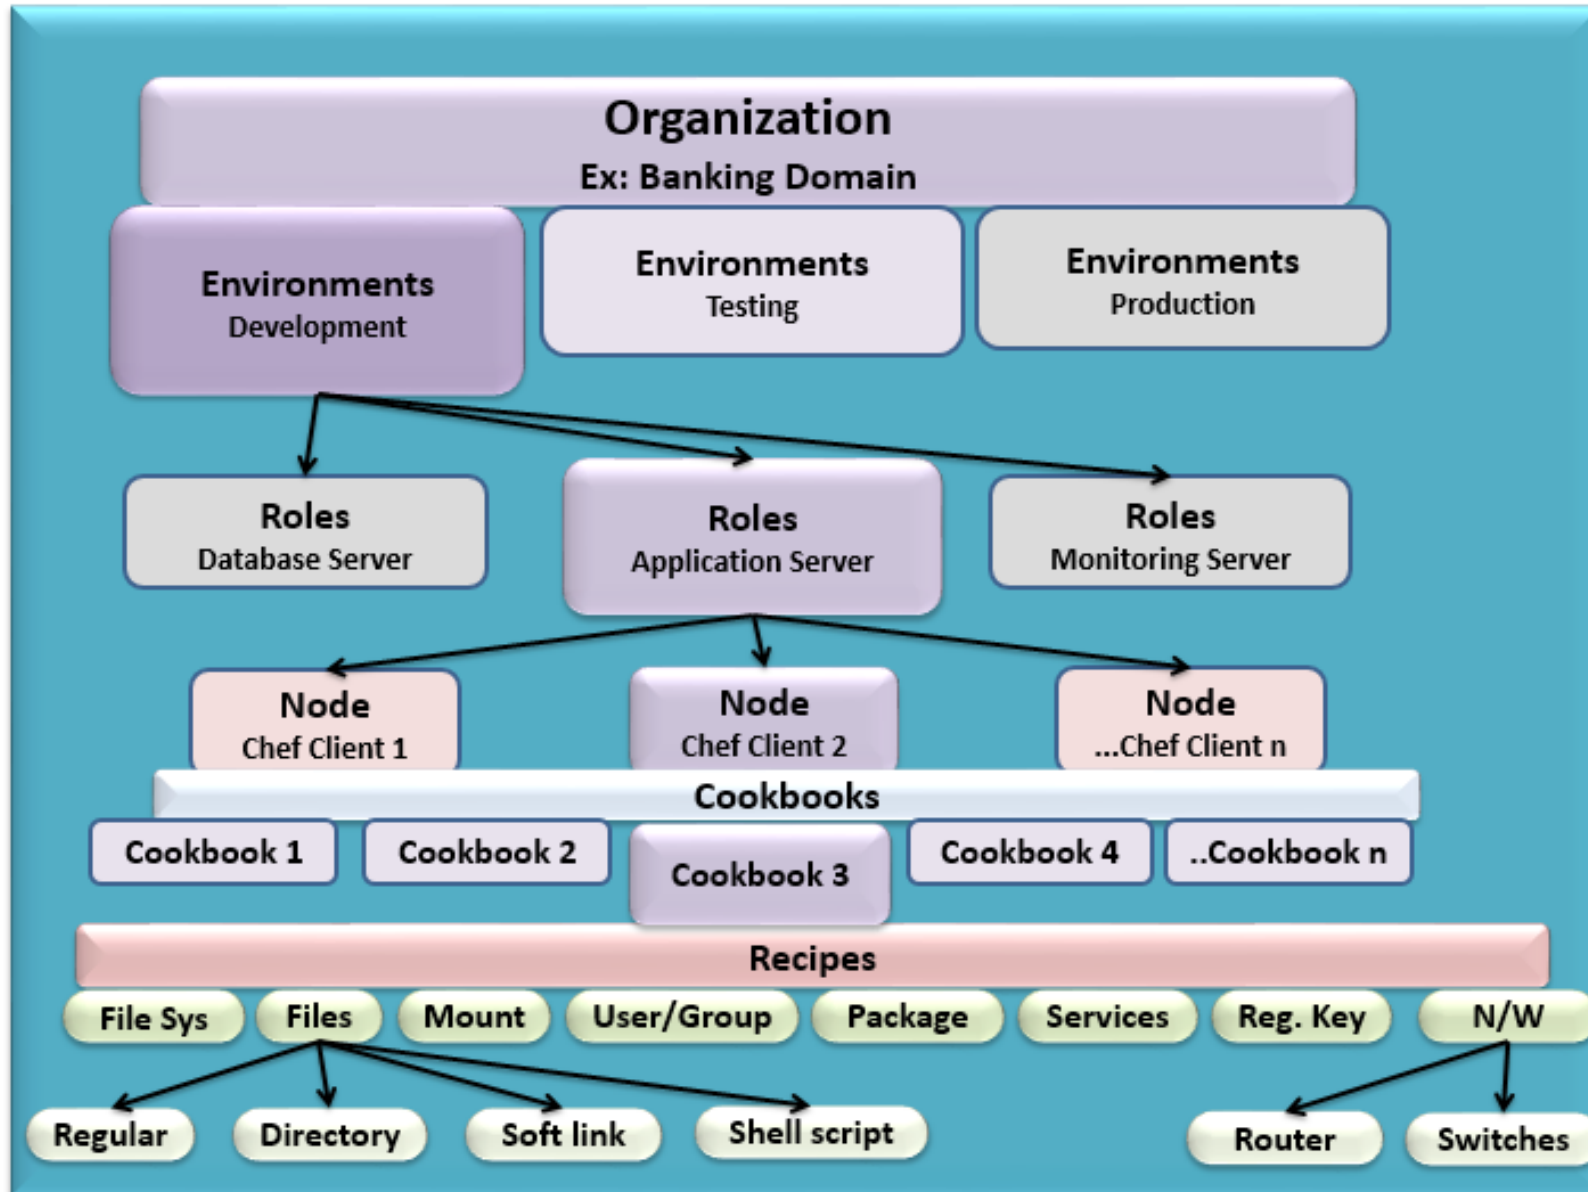 Organization
Ex: Banking Domain
Environments
Development
Environments
Testing
Environments
Production
Roles
Database Server
Roles
Application Server
Roles
Monitoring Server
Node
Chef Client 1
Node
Chef Client 2
Node
...Chef Client n
Cookbooks
Cookbook 1
Cookbook 2
Cookbook 3
Cookbook 4
..Cookbook n
Recipes
File Sys
Files
Mount
User/Group
Package
Services
Reg. Key
N/W
Regular
Directory
Soft link
Shell script
Router
Switches